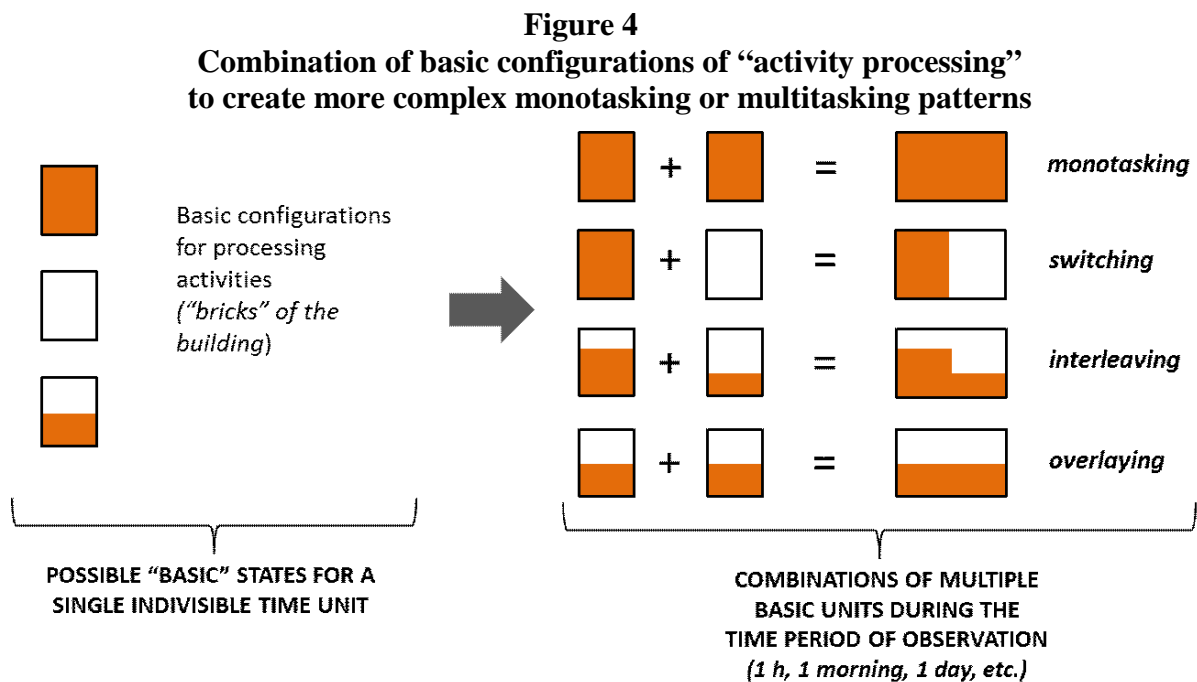 Figure 4
Combination of basic configurations of “activity processing”
to create more complex monotasking or multitasking patterns
Basic configurations
for processing
activities
(“bricks” of the
building)
POSSIBLE “BASIC” STATES FOR A
SINGLE INDIVISIBLE TIME UNIT
+ = monotasking
+ = switching
+ = interleaving
+ = overlaying
COMBINATIONS OF MULTIPLE
BASIC UNITS DURING THE
TIME PERIOD OF OBSERVATION
(1 h, 1 morning, 1 day, etc.)